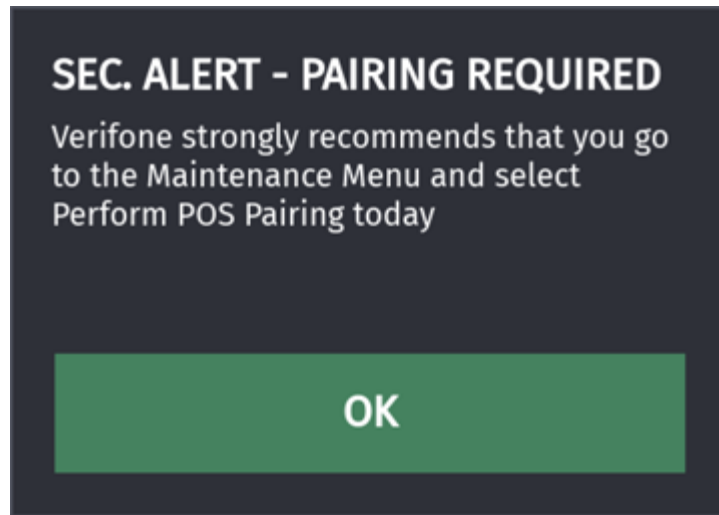 SEC. ALERT - PAIRING REQUIRED
Verifone strongly recommends that you go
to the Maintenance Menu and select
Perform POS Pairing today
OK